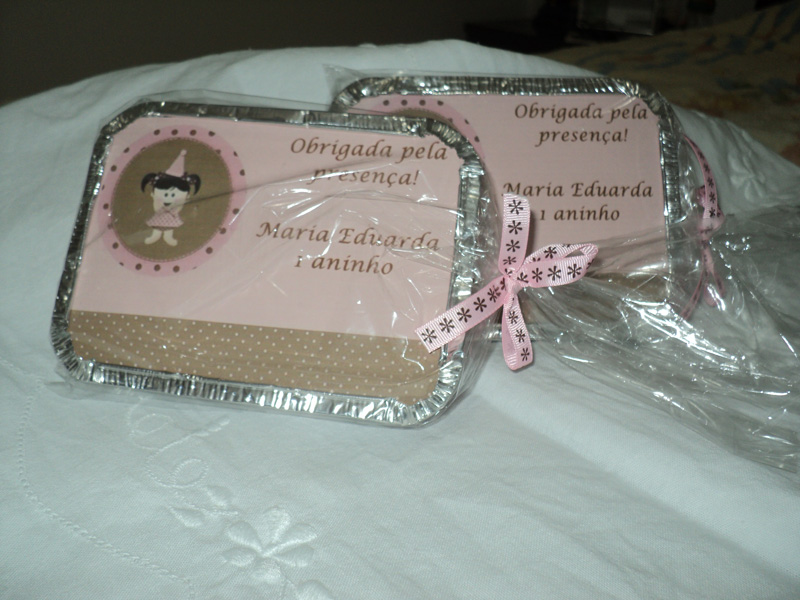 Obrigada pela
presença!
Maria Eduarda
1 aninho
Obrigada pela
presença!
Maria Eduarda
1 aninho